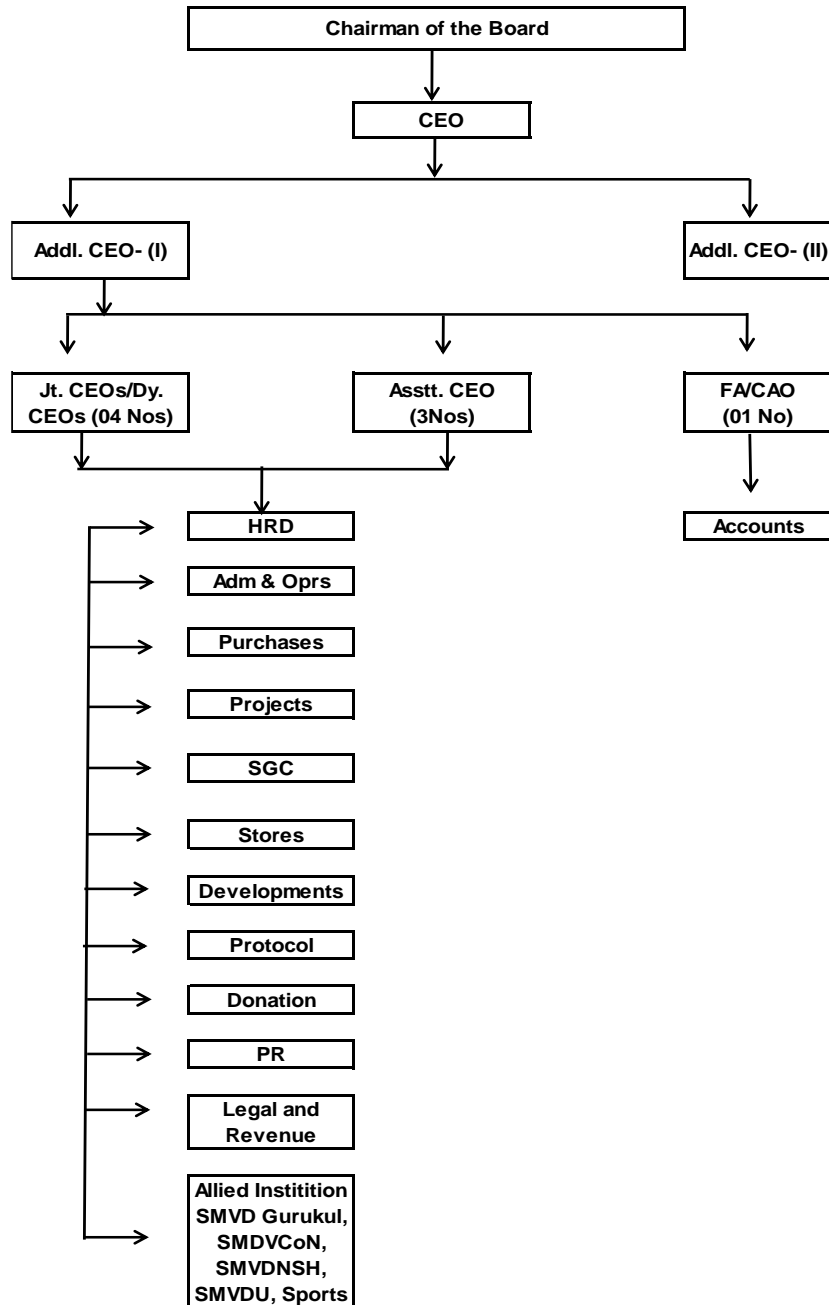 Chairman of the Board
CEO
Addl. CEO- (I)
Addl. CEO- (II)
Jt. CEOs/Dy.
CEOs (04 Nos)
Asstt. CEO
(3Nos)
FA/CAO
(01 No)
HRD
Accounts
Adm & Oprs
Purchases
Projects
SGC
Stores
Developments
Protocol
Donation
PR
Legal and
Revenue
Allied Institition
SMVD Gurukul,
SMDVCoN,
SMVDNSH,
SMVDU, Sports